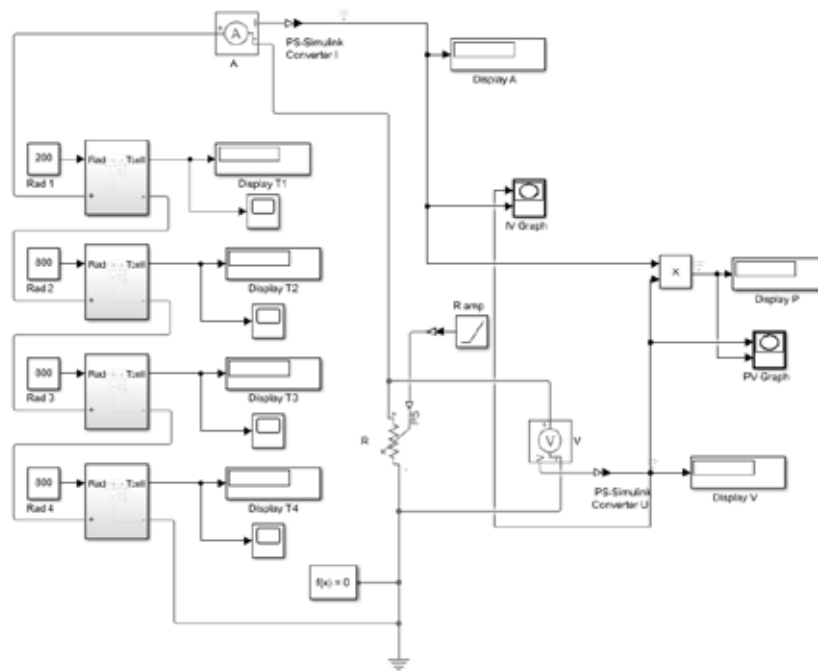 A
A
PS-Simulink
Converter I
Display A
200
Rad
Tcell
Rad 1
Display T1
IV Graph
800
Rad
Tcell
Rad 2
Display T2
R amp
×
Display P
PS
800
Rad
Tcell
Rad 3
Display T3
PV Graph
R
V
V
PS-Simulink
Converter U
Display V
800
Rad
Tcell
Rad 4
Display T4
f(x) = 0